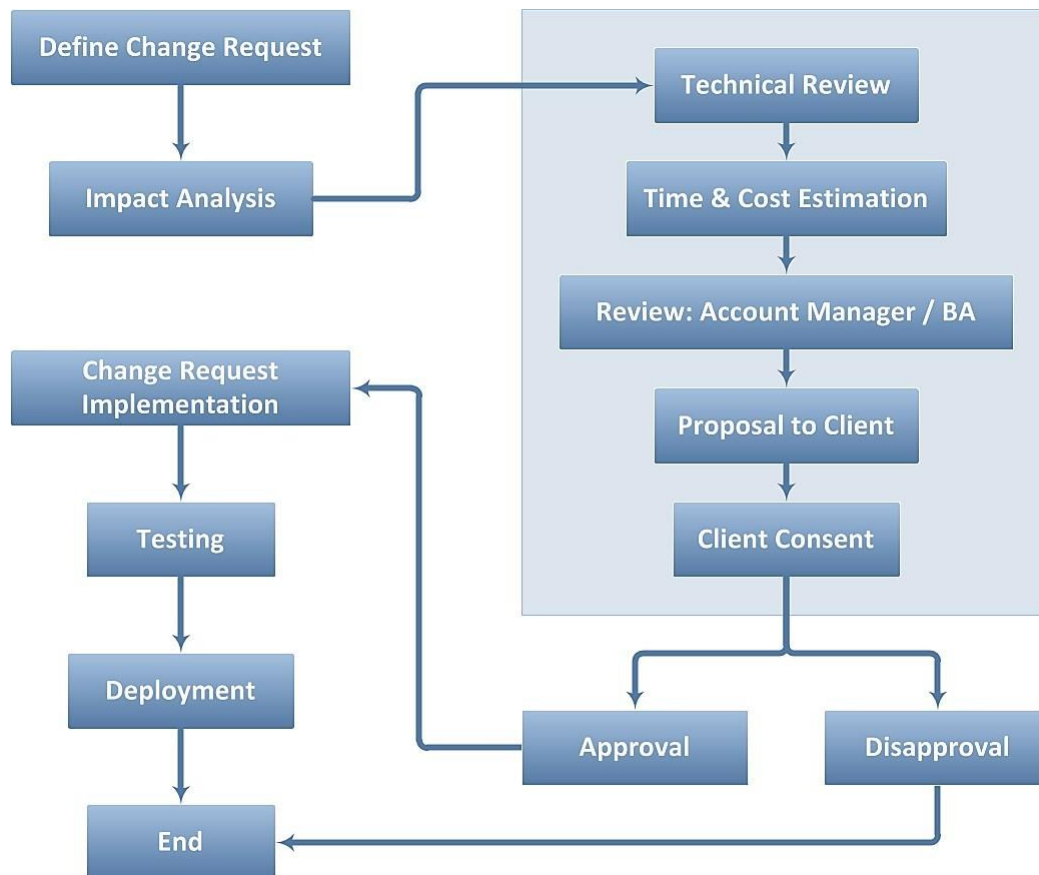 Define Change Request
Impact Analysis
Technical Review
Time & Cost Estimation
Review: Account Manager / BA
Proposal to Client
Client Consent
Approval
Disapproval
Change Request
Implementation
Testing
Deployment
End